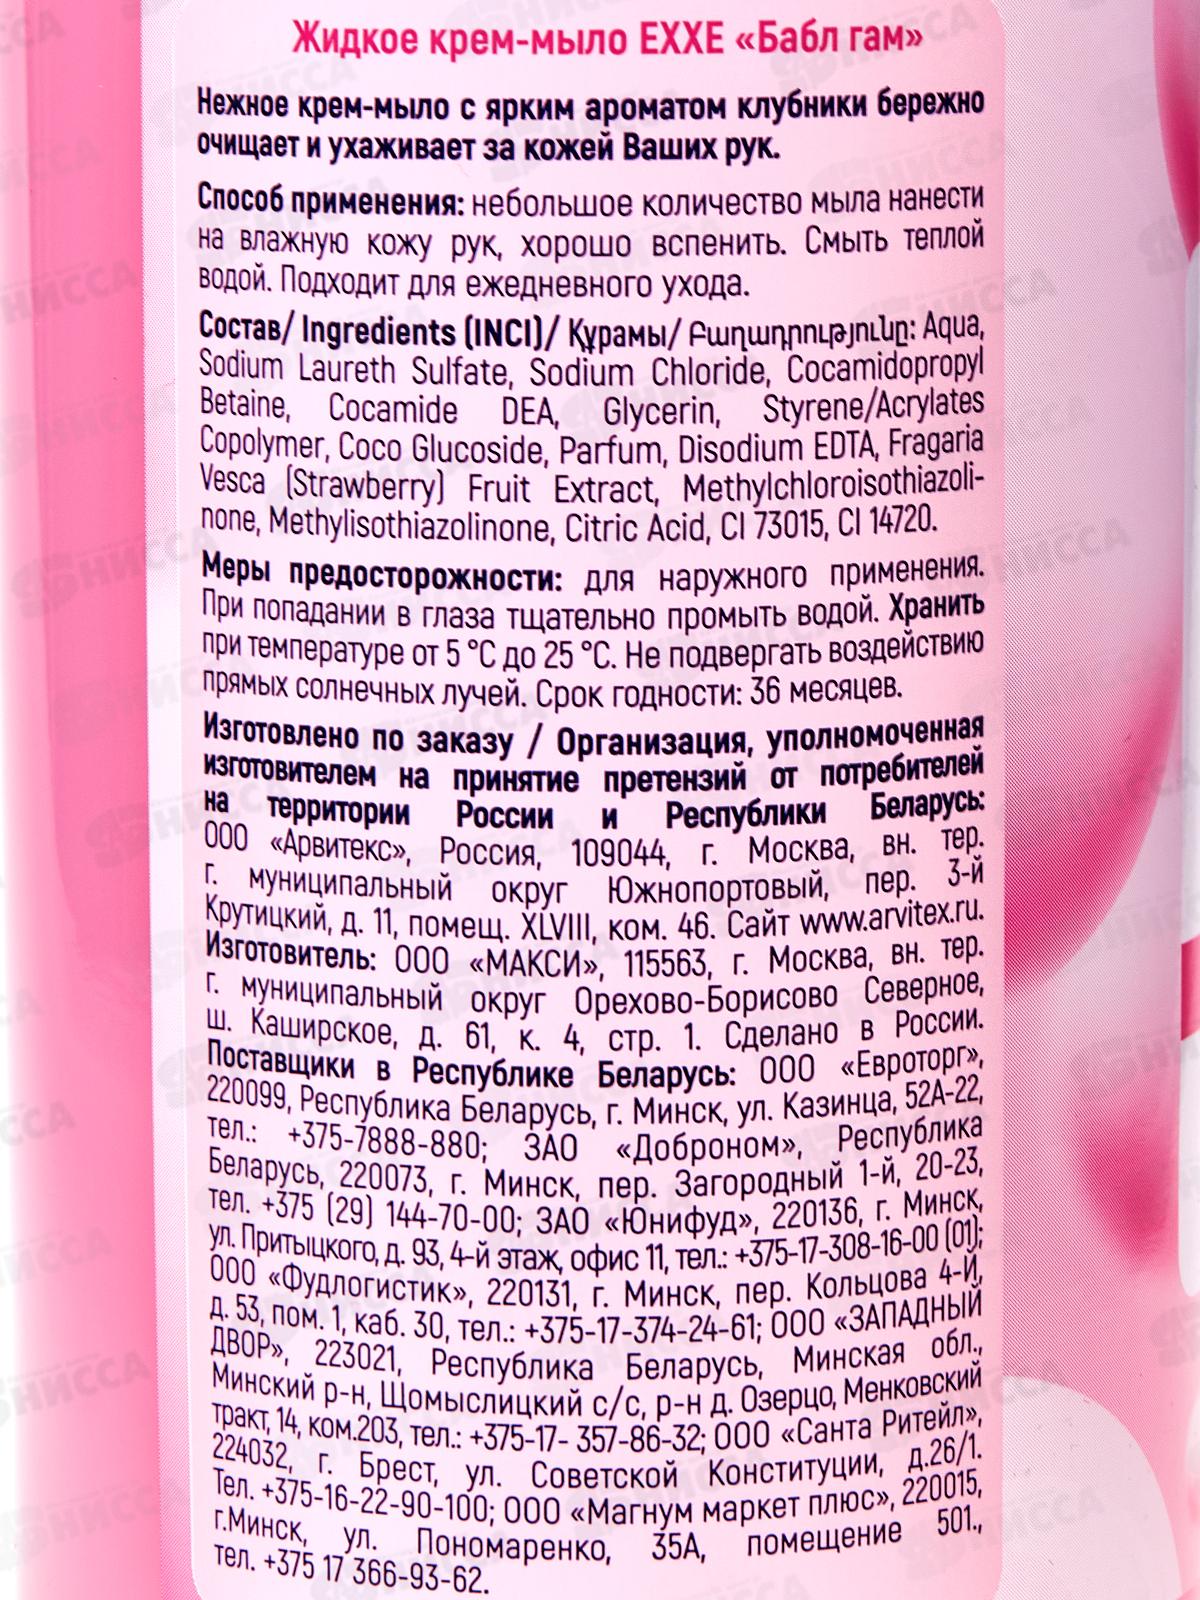 Жидкое крем-мыло EXXE «Бабл гам»
Нежное крем-мыло с ярким ароматом клубники бережно
очищает и ухаживает за кожей Ваших рук.
Способ применения: небольшое количество мыла нанести
на влажную кожу рук, хорошо вспенить. Смыть теплой
водой. Подходит для ежедневного ухода.
Состав/ Ingredients (INCI)/ Құрамы/ Բաղադրությունը: Aqua,
Sodium Laureth Sulfate, Sodium Chloride, Cocamidopropyl
Betaine, Cocamide DEA, Glycerin, Styrene/Acrylates
Copolymer, Coco Glucoside, Parfum, Disodium EDTA, Fragaria
Vesca (Strawberry) Fruit Extract, Methylchloroisothiazoli-
none, Methylisothiazolinone, Citric Acid, CI 73015, CI 14720.
Меры предосторожности: для наружного применения.
При попадании в глаза тщательно промыть водой. Хранить
при температуре от 5 °С до 25 °С. Не подвергать воздействию
прямых солнечных лучей. Срок годности: 36 месяцев.
Изготовлено по заказу / Организация, уполномоченная
изготовителем на принятие претензий от потребителей
на территории России и Республики Беларусь:
ООО «Арвитекс», Россия, 109044, г. Москва, вн. тер.
г. муниципальный округ Южнопортовый, пер. 3-й
Крутицкий, д. 11, помещ. XLVIII, ком. 46. Сайт www.arvitex.ru.
Изготовитель: ООО «МАКСИ», 115563, г. Москва, вн. тер.
г. муниципальный округ Орехово-Борисово Северное,
ш. Каширское, д. 61, к. 4, стр. 1. Сделано в России.
Поставщики в Республике Беларусь: ООО «Евроторг»,
220099, Республика Беларусь, г. Минск, ул. Казинца, 52А-22,
тел.: +375-7888-880; ЗАО «Доброном», Республика
Беларусь, 220073, г. Минск, пер. Загородный 1-й, 20-23,
тел. +375 (29) 144-70-00; ЗАО «Юнифуд», 220136, г. Минск,
ул. Притыцкого, д. 93, 4-й этаж, офис 11, тел.: +375-17-308-16-00 (01);
ООО «Фудлогистик», 220131, г. Минск, пер. Кольцова 4-Й,
д. 53, пом. 1, каб. 30, тел.: +375-17-374-24-61; ООО «ЗАПАДНЫЙ
ДВОР», 223021, Республика Беларусь, Минская обл.,
Минский р-н, Щомыслицкий с/с, р-н д. Озерцо, Менковский
тракт, 14, ком.203, тел.: +375-17- 357-86-32; ООО «Санта Ритейл»,
224032, г. Брест, ул. Советской Конституции, д.26/1.
Тел. +375-16-22-90-100; ООО «Магнум маркет плюс», 220015,
г.Минск, ул. Пономаренко, 35А, помещение 501.,
тел. +375 17 366-93-62.